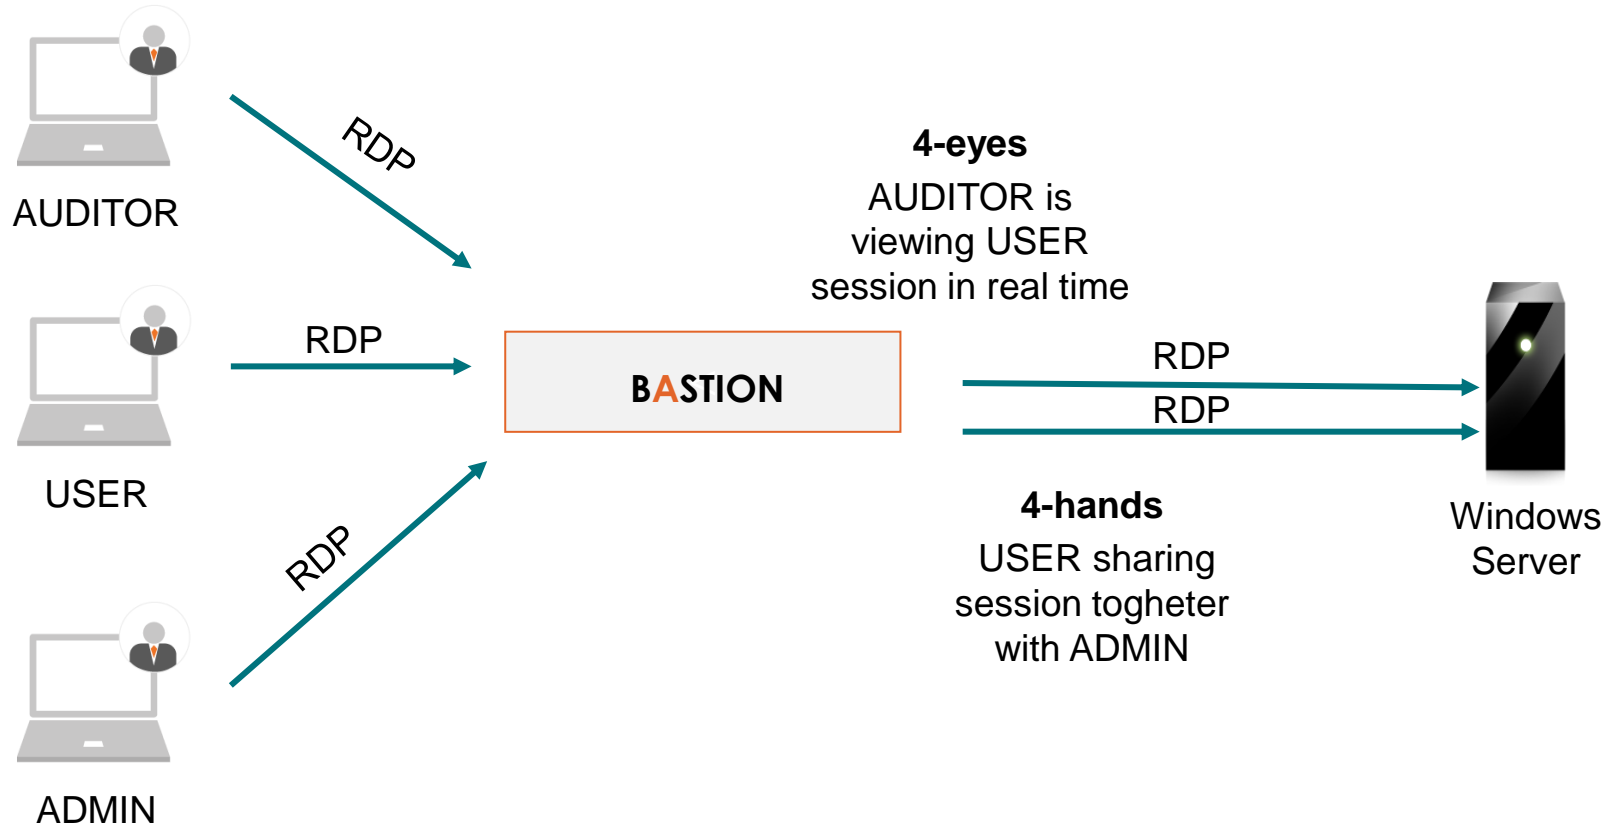 AUDITOR
RDP
4-eyes
AUDITOR is
viewing USER
session in real time
USER
RDP
BASTION
RDP
RDP
Windows
Server
4-hands
USER sharing
session togheter
with ADMIN
RDP
ADMIN